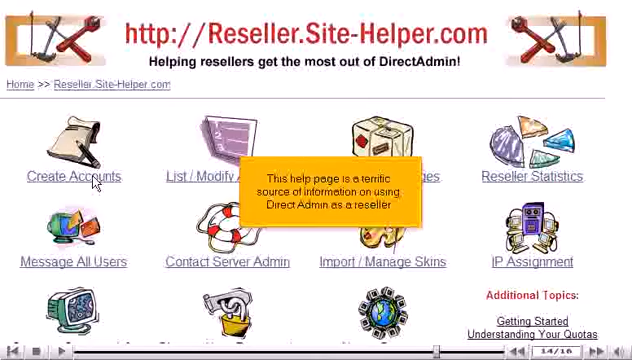 http://Reseller.Site-Helper.com
Helping resellers get the most out of DirectAdmin!
Home >> Reseller.Site-Helper.com
Create Accounts
List / Modify A
ges
Reseller Statistics
This help page is a terrific
source of information on using
Direct Admin as a reseller
Message All Users
Contact Server Admin
Import / Manage Skins
IP Assignment
Additional Topics:
Getting Started
Understanding Your Quotas
14/16